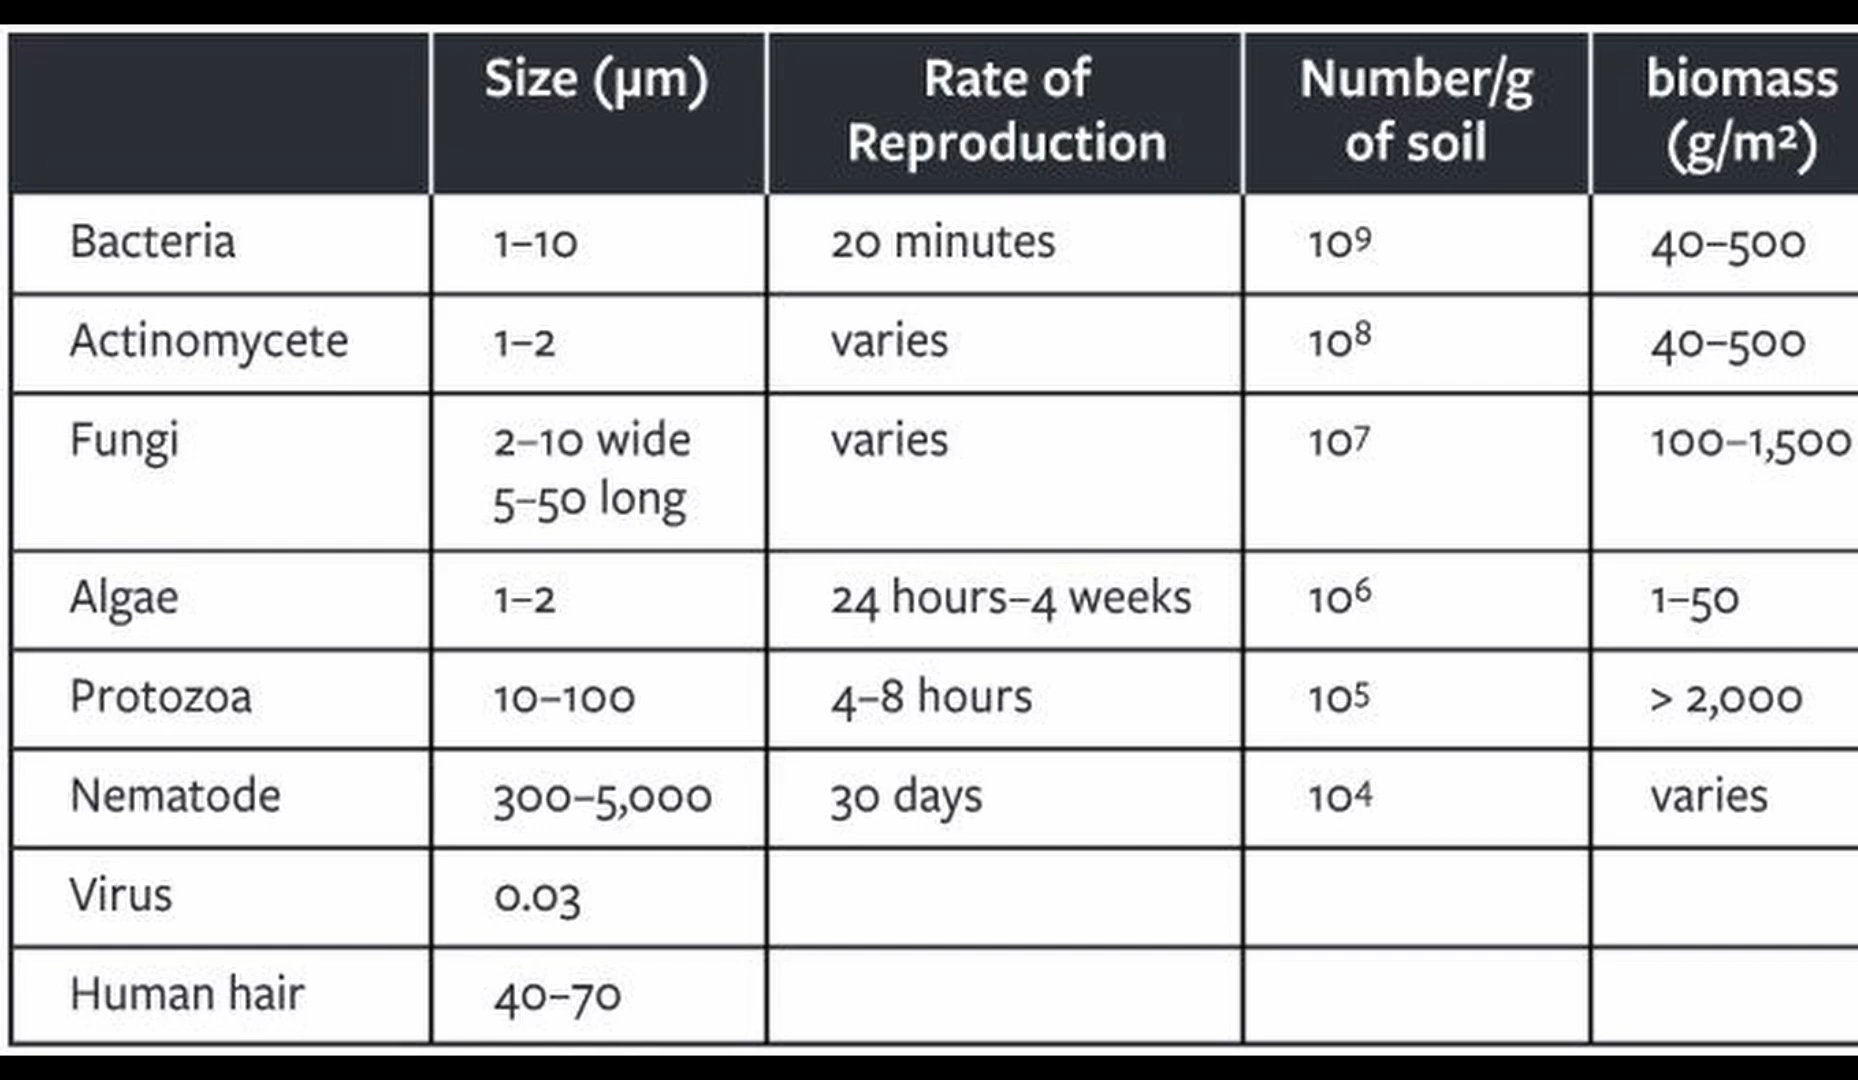 Size (µm) Rate of Reproduction Number/g of soil biomass (g/m²)
Bacteria 1–10 20 minutes 10⁹ 40–500
Actinomycete 1–2 varies 10⁸ 40–500
Fungi 2–10 wide varies 10⁷ 100–1,500
5–50 long
Algae 1–2 24 hours–4 weeks 10⁶ 1–50
Protozoa 10–100 4–8 hours 10⁵ > 2,000
Nematode 300–5,000 30 days 10⁴ varies
Virus 0.03
Human hair 40–70